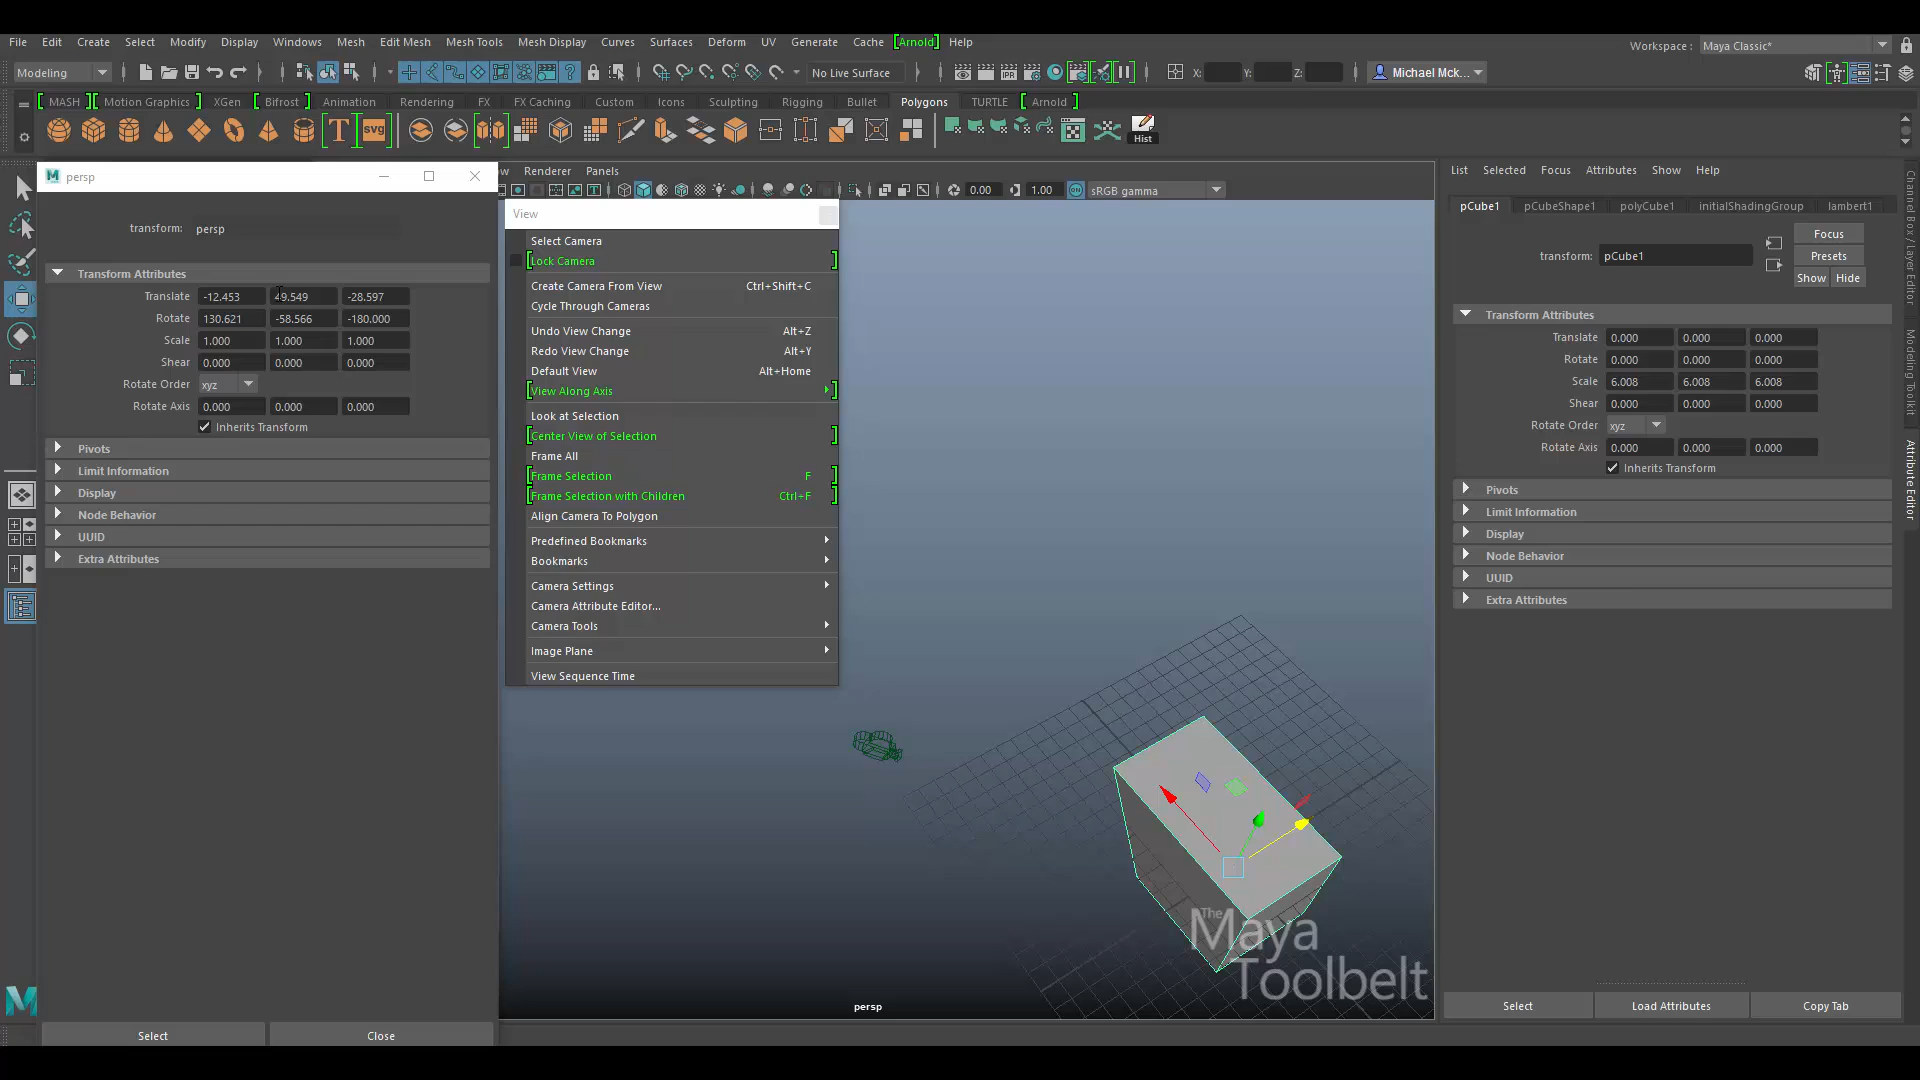 File Edit Create Select Modify Display Windows Mesh Edit Mesh Mesh Tools Mesh Display Curves Surfaces Deform UV Generate Cache [Arnold] Help
Workspace : Maya Classic*
Modeling No Live Surface X: Y: Z: Michael Mck...
[ MASH ] [ Motion Graphics ] XGen [ Bifrost ] Animation Rendering FX FX Caching Custom Icons Sculpting Rigging Bullet Polygons TURTLE [ Arnold ]
T SVG Hist
IPR
persp
transform: persp
Transform Attributes
Translate -12.453 49.549 -28.597
Rotate 130.621 -58.566 -180.000
Scale 1.000 1.000 1.000
Shear 0.000 0.000 0.000
Rotate Order xyz
Rotate Axis 0.000 0.000 0.000
Inherits Transform
Pivots
Limit Information
Display
Node Behavior
UUID
Extra Attributes
Select Close
ow Renderer Panels
0.00 1.00 ON sRGB gamma
View
Select Camera
[Lock Camera ]
Create Camera From View Ctrl+Shift+C
Cycle Through Cameras
Undo View Change Alt+Z
Redo View Change Alt+Y
Default View Alt+Home
[View Along Axis ]
Look at Selection
[Center View of Selection ]
Frame All
[Frame Selection F ]
[Frame Selection with Children Ctrl+F ]
Align Camera To Polygon
Predefined Bookmarks
Bookmarks
Camera Settings
Camera Attribute Editor...
Camera Tools
Image Plane
View Sequence Time
persp
The
Maya
Toolbelt
List Selected Focus Attributes Show Help
pCube1 pCubeShape1 polyCube1 initialShadingGroup lambert1
Focus
transform: pCube1 Presets
Show Hide
Transform Attributes
Translate 0.000 0.000 0.000
Rotate 0.000 0.000 0.000
Scale 6.008 6.008 6.008
Shear 0.000 0.000 0.000
Rotate Order xyz
Rotate Axis 0.000 0.000 0.000
Inherits Transform
Pivots
Limit Information
Display
Node Behavior
UUID
Extra Attributes
Select Load Attributes Copy Tab
Channel Box / Layer Editor
Modeling Toolkit
Attribute Editor